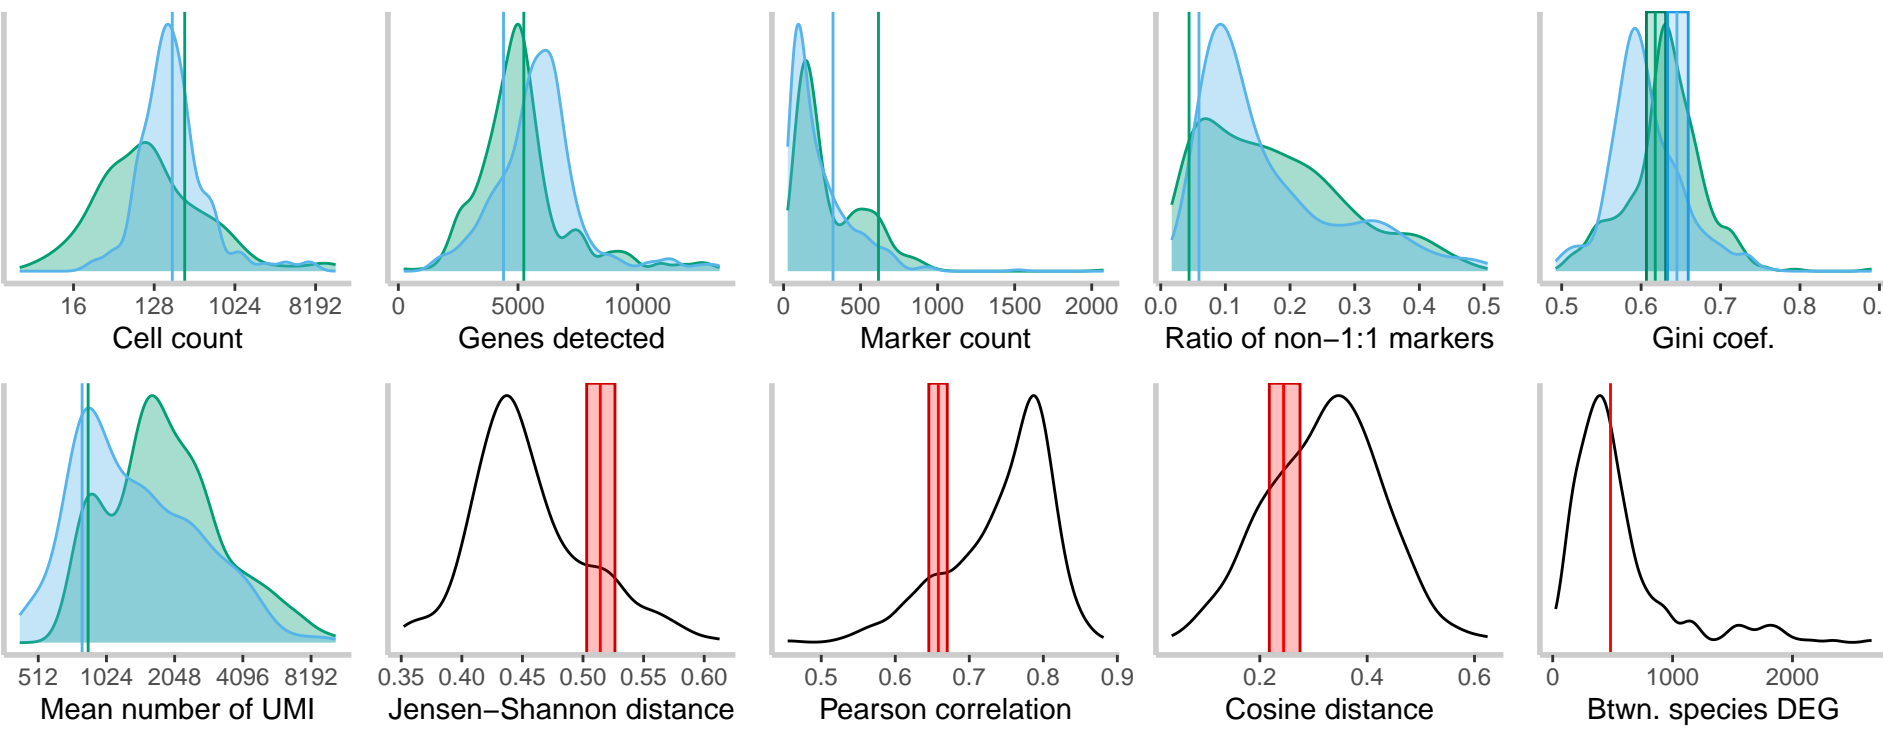 16 128 1024 8192
Cell count
0 5000 10000
Genes detected
0 500 1000 1500 2000
Marker count
0.0 0.1 0.2 0.3 0.4 0.5
Ratio of non−1:1 markers
0.5 0.6 0.7 0.8 0.
Gini coef.
512 1024 2048 4096 8192
Mean number of UMI
0.35 0.40 0.45 0.50 0.55 0.60
Jensen−Shannon distance
0.5 0.6 0.7 0.8 0.9
Pearson correlation
0.2 0.4 0.6
Cosine distance
0 1000 2000
Btwn. species DEG